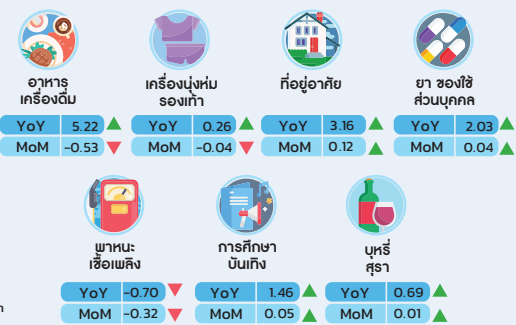 อาหาร
เครื่องดื่ม
เครื่องนุ่งห่ม
รองเท้า
ที่อยู่อาศัย
ยา ของใช้
ส่วนบุคคล
YoY 5.22
MoM -0.53
YoY 0.26
MoM -0.04
YoY 3.16
MoM 0.12
YoY 2.03
MoM 0.04
พาหนะ
เชื้อเพลิง
การศึกษา
บันเทิง
บุหรี่
สุรา
YoY -0.70
MoM -0.32
YoY 1.46
MoM 0.05
YoY 0.69
MoM 0.01